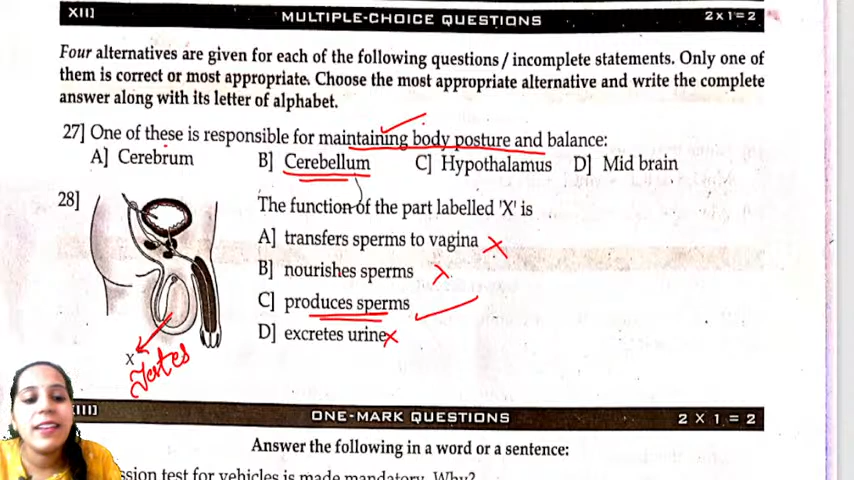 XII] MULTIPLE-CHOICE QUESTIONS 2 x 1 = 2
Four alternatives are given for each of the following questions / incomplete statements. Only one of
them is correct or most appropriate. Choose the most appropriate alternative and write the complete
answer along with its letter of alphabet.
27] One of these is responsible for maintaining body posture and balance:
A] Cerebrum B] Cerebellum C] Hypothalamus D] Mid brain
28] The function of the part labelled 'X' is
A] transfers sperms to vagina
B] nourishes sperms
C] produces sperms
D] excretes urine
X
Testes
III] ONE-MARK QUESTIONS 2 X 1 = 2
Answer the following in a word or a sentence:
ssion test for vehicles is made mandatory. Why?